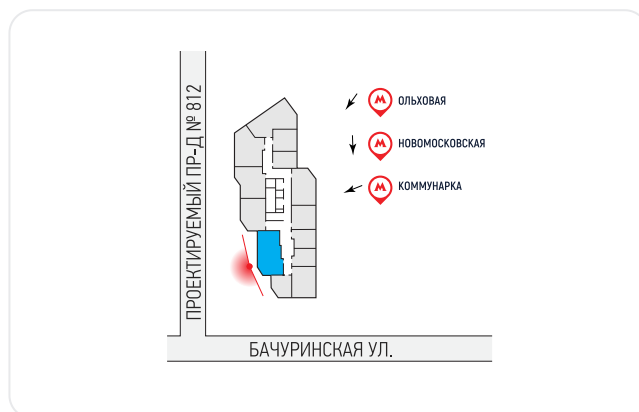 ПРОЕКТИРУЕМЫЙ ПР-Д № 812
М ОЛЬХОВАЯ
М НОВОМОСКОВСКАЯ
М КОММУНАРКА
БАЧУРИНСКАЯ УЛ.